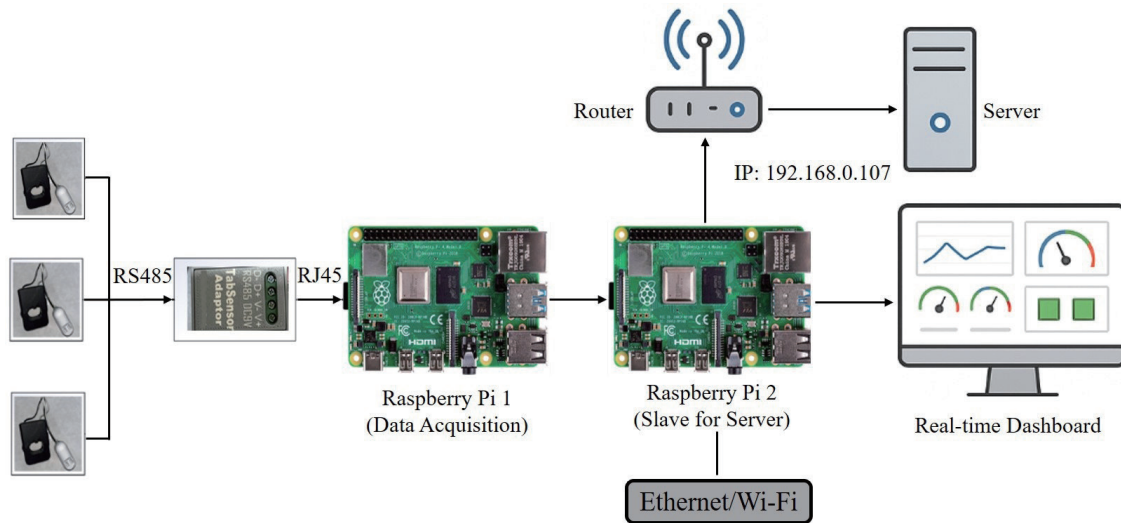 Router
Server
IP: 192.168.0.107
RS485
TabSensor
Adaptor
RS485 DC5V
D- D+ V- V+
RJ45
HDMI
HDMI
Raspberry Pi 1
(Data Acquisition)
Raspberry Pi 2
(Slave for Server)
Real-time Dashboard
Ethernet/Wi-Fi